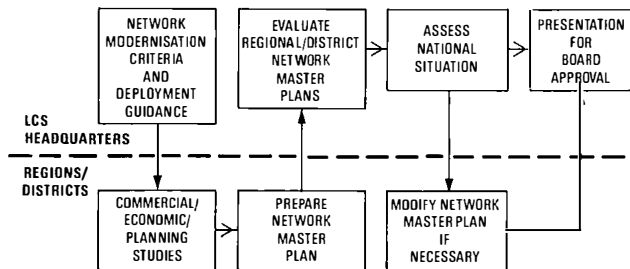 NETWORK
MODERNISATION
CRITERIA
AND
DEPLOYMENT
GUIDANCE
EVALUATE
REGIONAL/DISTRICT
NETWORK
MASTER
PLANS
ASSESS
NATIONAL
SITUATION
PRESENTATION
FOR
BOARD
APPROVAL
LCS
HEADQUARTERS
REGIONS/
DISTRICTS
COMMERCIAL/
ECONOMIC/
PLANNING
STUDIES
PREPARE
NETWORK
MASTER
PLAN
MODIFY NETWORK
MASTER PLAN
IF
NECESSARY